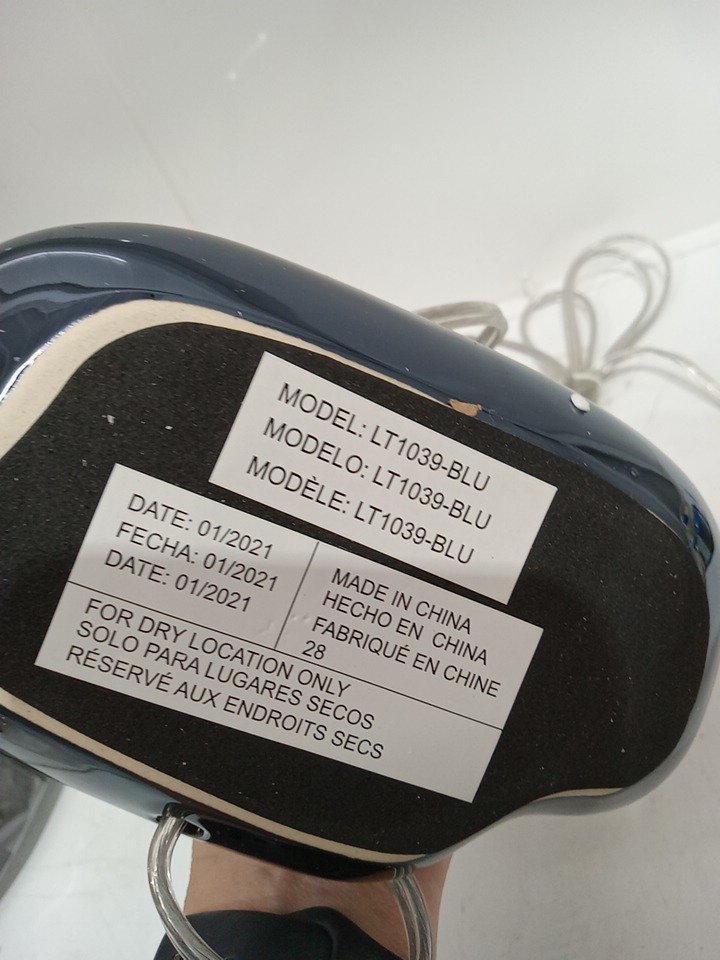 MODEL: LT1039-BLU
MODELO: LT1039-BLU
MODÈLE: LT1039-BLU
DATE: 01/2021
FECHA: 01/2021
DATE: 01/2021
MADE IN CHINA
HECHO EN CHINA
FABRIQUÉ EN CHINE
28
FOR DRY LOCATION ONLY
SOLO PARA LUGARES SECOS
RÉSERVÉ AUX ENDROITS SECS